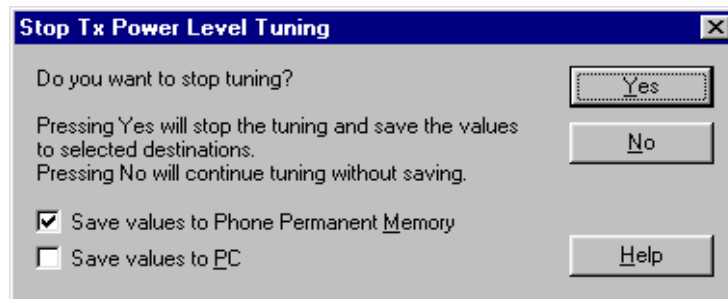 Stop Tx Power Level Tuning
Do you want to stop tuning?
Yes
Pressing Yes will stop the tuning and save the values
to selected destinations.
Pressing No will continue tuning without saving.
No
Save values to Phone Permanent Memory
Save values to PC
Help